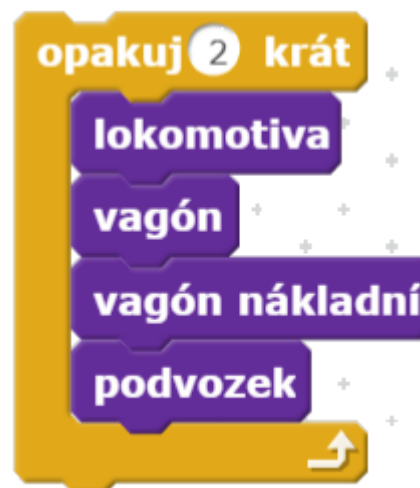 opakuj 2 krát
lokomotiva
vagón
vagón nákladní
podvozek